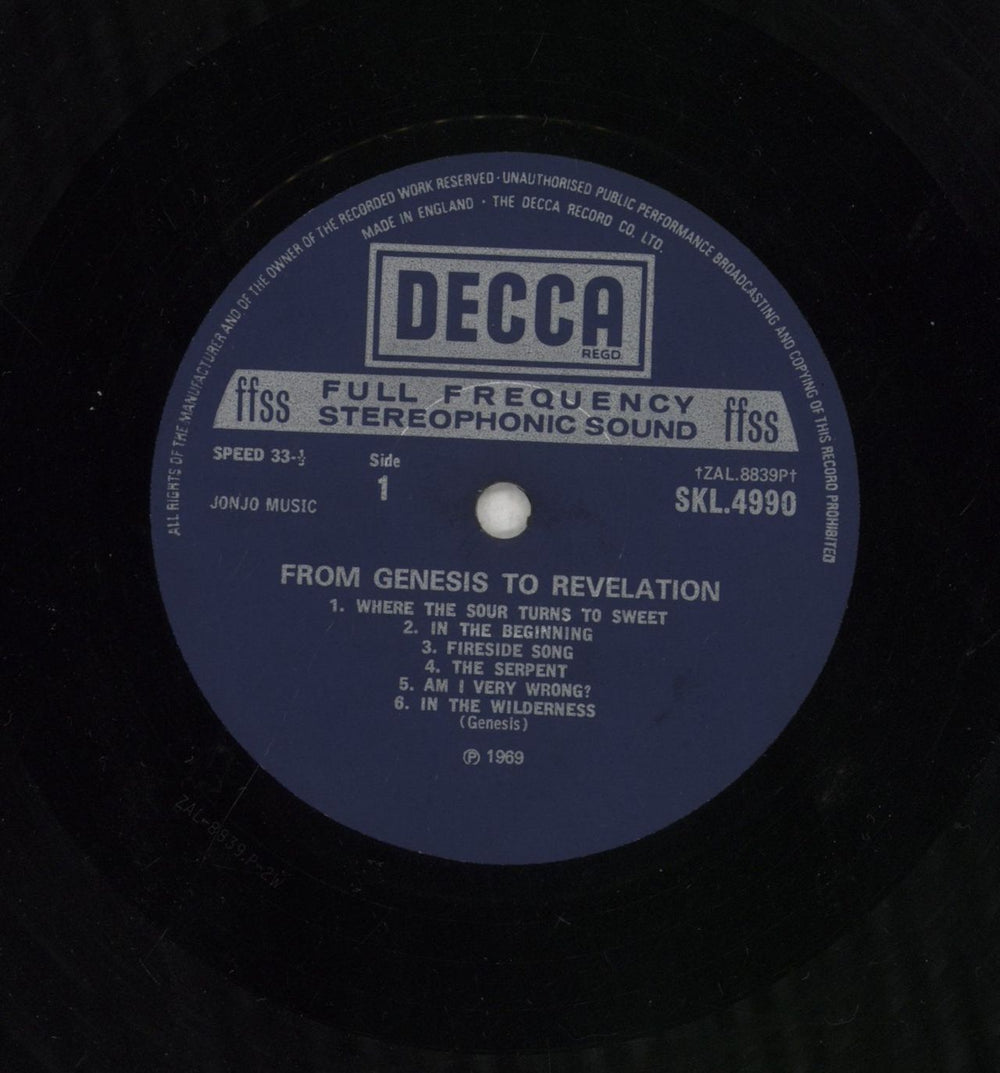 ALL RIGHTS OF THE MANUFACTURER AND OF THE OWNER OF THE RECORDED WORK RESERVED · UNAUTHORISED PUBLIC PERFORMANCE BROADCASTING AND COPYING OF THIS RECORD PROHIBITED
MADE IN ENGLAND · THE DECCA RECORD CO. LTD.
DECCA
REGD.
ffss FULL FREQUENCY STEREOPHONIC SOUND ffss
SPEED 33-⅓
Side
1
†ZAL.8839P†
SKL.4990
JONJO MUSIC
FROM GENESIS TO REVELATION
1. WHERE THE SOUR TURNS TO SWEET
2. IN THE BEGINNING
3. FIRESIDE SONG
4. THE SERPENT
5. AM I VERY WRONG?
6. IN THE WILDERNESS
(Genesis)
℗ 1969
ZAL-8839.P-2W